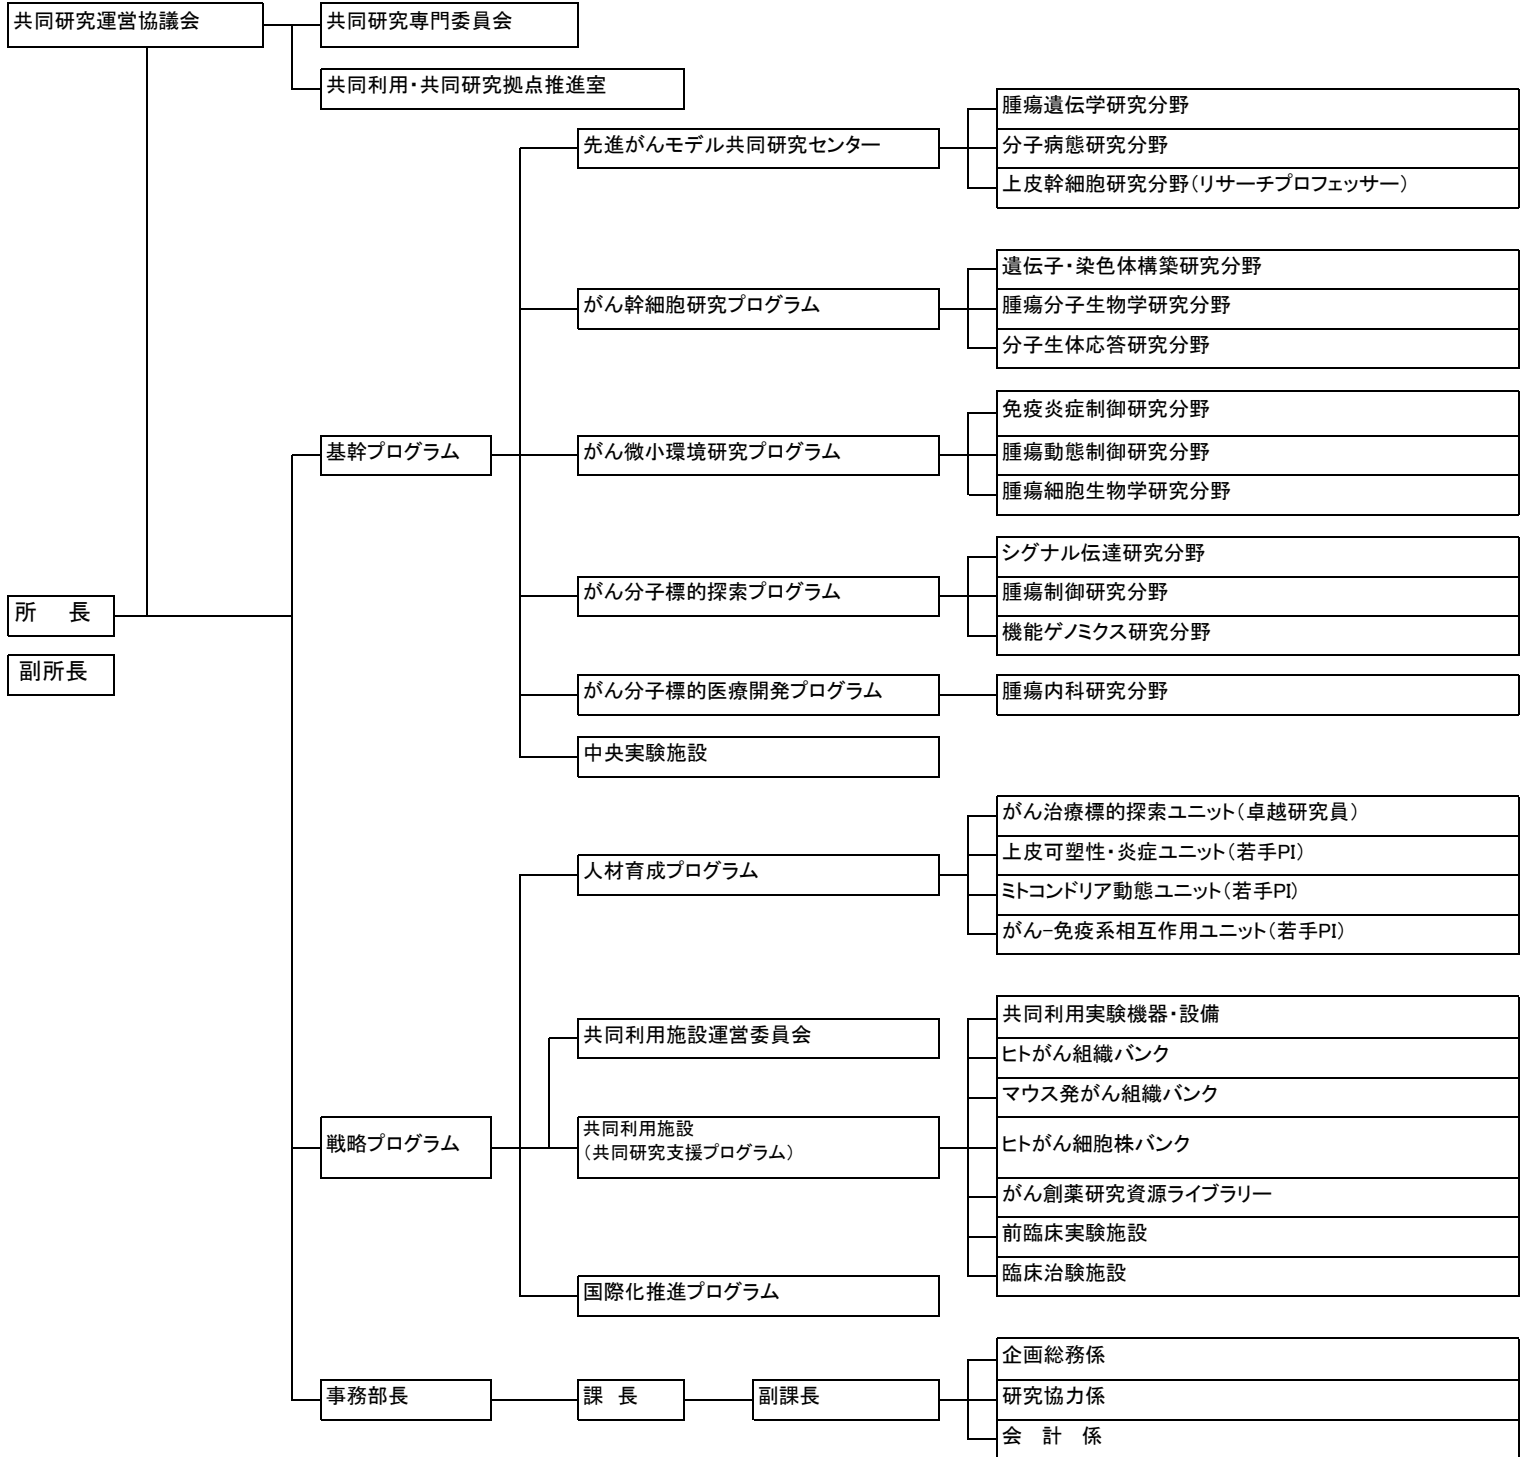 共同研究運営協議会
共同研究専門委員会
共同利用・共同研究拠点推進室
先進がんモデル共同研究センター
腫瘍遺伝学研究分野
分子病態研究分野
上皮幹細胞研究分野（リサーチプロフェッサー）
がん幹細胞研究プログラム
遺伝子・染色体構築研究分野
腫瘍分子生物学研究分野
分子生体応答研究分野
基幹プログラム
がん微小環境研究プログラム
免疫炎症制御研究分野
腫瘍動態制御研究分野
腫瘍細胞生物学研究分野
所　長
副所長
がん分子標的探索プログラム
シグナル伝達研究分野
腫瘍制御研究分野
機能ゲノミクス研究分野
がん分子標的医療開発プログラム
腫瘍内科研究分野
中央実験施設
人材育成プログラム
がん治療標的探索ユニット（卓越研究員）
上皮可塑性・炎症ユニット（若手PI）
ミトコンドリア動態ユニット（若手PI）
がん-免疫系相互作用ユニット（若手PI）
戦略プログラム
共同利用施設運営委員会
共同利用施設
（共同研究支援プログラム）
共同利用実験機器・設備
ヒトがん組織バンク
マウス発がん組織バンク
ヒトがん細胞株バンク
がん創薬研究資源ライブラリー
前臨床実験施設
臨床治験施設
国際化推進プログラム
事務部長
課　長
副課長
企画総務係
研究協力係
会　計　係